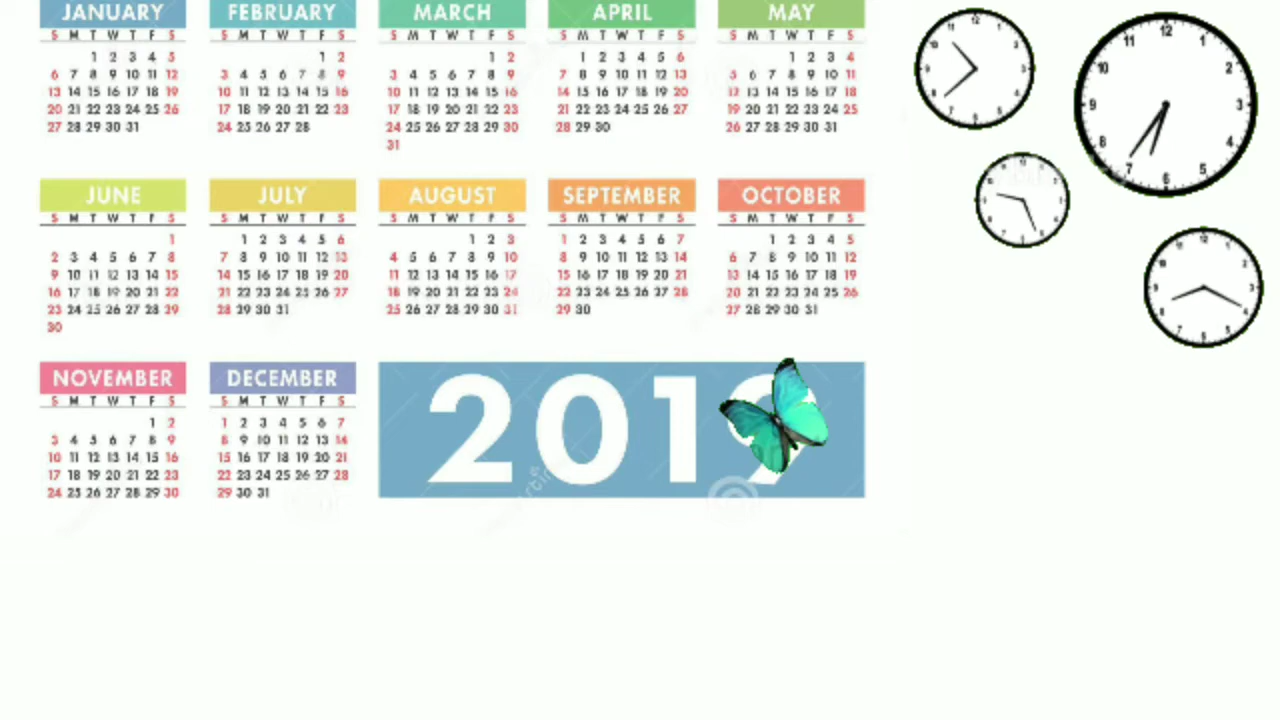 JANUARY FEBRUARY MARCH APRIL MAY
S M T W T F S S M T W T F S S M T W T F S S M T W T F S S M T W T F S
1 2 3 4 5 1 2 1 2 1 2 3 4 5 6 1 2 3 4
6 7 8 9 10 11 12 3 4 5 6 7 8 9 3 4 5 6 7 8 9 7 8 9 10 11 12 13 5 6 7 8 9 10 11
13 14 15 16 17 18 19 10 11 12 13 14 15 16 10 11 12 13 14 15 16 14 15 16 17 18 19 20 12 13 14 15 16 17 18
20 21 22 23 24 25 26 17 18 19 20 21 22 23 17 18 19 20 21 22 23 21 22 23 24 25 26 27 19 20 21 22 23 24 25
27 28 29 30 31 24 25 26 27 28 24 25 26 27 28 29 30 28 29 30 26 27 28 29 30 31
31
JUNE JULY AUGUST SEPTEMBER OCTOBER
S M T W T F S S M T W T F S S M T W T F S S M T W T F S S M T W T F S
1 1 2 3 4 5 6 1 2 3 1 2 3 4 5 6 7 1 2 3 4 5
2 3 4 5 6 7 8 7 8 9 10 11 12 13 4 5 6 7 8 9 10 8 9 10 11 12 13 14 6 7 8 9 10 11 12
9 10 11 12 13 14 15 14 15 16 17 18 19 20 11 12 13 14 15 16 17 15 16 17 18 19 20 21 13 14 15 16 17 18 19
16 17 18 19 20 21 22 21 22 23 24 25 26 27 18 19 20 21 22 23 24 22 23 24 25 26 27 28 20 21 22 23 24 25 26
23 24 25 26 27 28 29 28 29 30 31 25 26 27 28 29 30 31 29 30 27 28 29 30 31
30
NOVEMBER DECEMBER
S M T W T F S S M T W T F S
1 2 1 2 3 4 5 6 7
3 4 5 6 7 8 9 8 9 10 11 12 13 14
10 11 12 13 14 15 16 15 16 17 18 19 20 21
17 18 19 20 21 22 23 22 23 24 25 26 27 28
24 25 26 27 28 29 30 29 30 31
2019
12 1 2 3 4 5 6 7 8 9 10 11